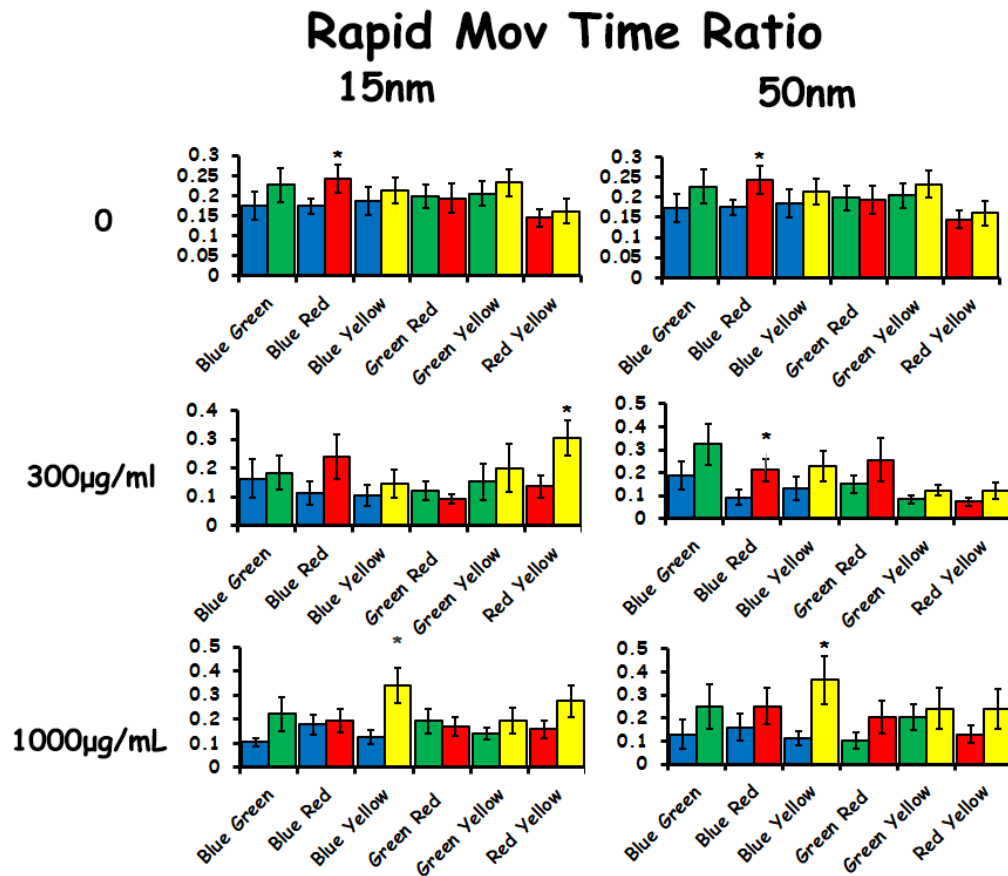 Rapid Mov Time Ratio
15nm 50nm
0
0.3
0.25
0.2
0.15
0.1
0.05
0
*
Blue Green
Blue Red
Blue Yellow
Green Red
Green Yellow
Red Yellow
0.3
0.25
0.2
0.15
0.1
0.05
0
*
Blue Green
Blue Red
Blue Yellow
Green Red
Green Yellow
Red Yellow
300µg/ml
0.4
0.3
0.2
0.1
0
*
Blue Green
Blue Red
Blue Yellow
Green Red
Green Yellow
Red Yellow
0.5
0.4
0.3
0.2
0.1
0
*
Blue Green
Blue Red
Blue Yellow
Green Red
Green Yellow
Red Yellow
1000µg/mL
0.5
0.4
0.3
0.2
0.1
0
*
Blue Green
Blue Red
Blue Yellow
Green Red
Green Yellow
Red Yellow
0.5
0.4
0.3
0.2
0.1
0
*
Blue Green
Blue Red
Blue Yellow
Green Red
Green Yellow
Red Yellow